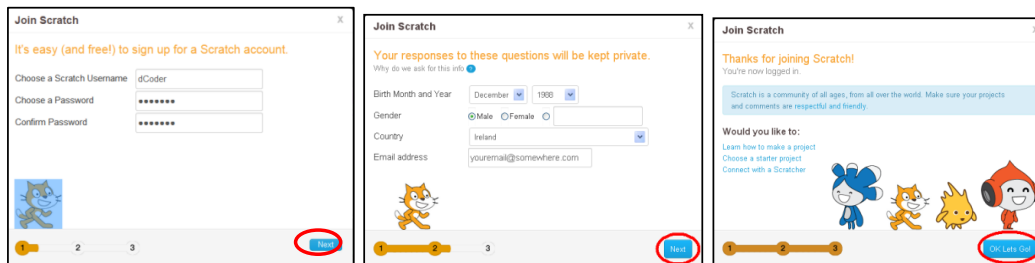 Join Scratch X
It's easy (and free!) to sign up for a Scratch account.
Choose a Scratch Username dCoder
Choose a Password •••••••
Confirm Password •••••••
1 2 3 Next
Join Scratch X
Your responses to these questions will be kept private.
Why do we ask for this info ?
Birth Month and Year December 1988
Gender Male Female
Country Ireland
Email address youremail@somewhere.com
1 2 3 Next
Join Scratch X
Thanks for joining Scratch!
You're now logged in.
Scratch is a community of all ages, from all over the world. Make sure your projects
and comments are respectful and friendly.
Would you like to:
Learn how to make a project
Choose a starter project
Connect with a Scratcher
1 2 3 OK Lets Go!